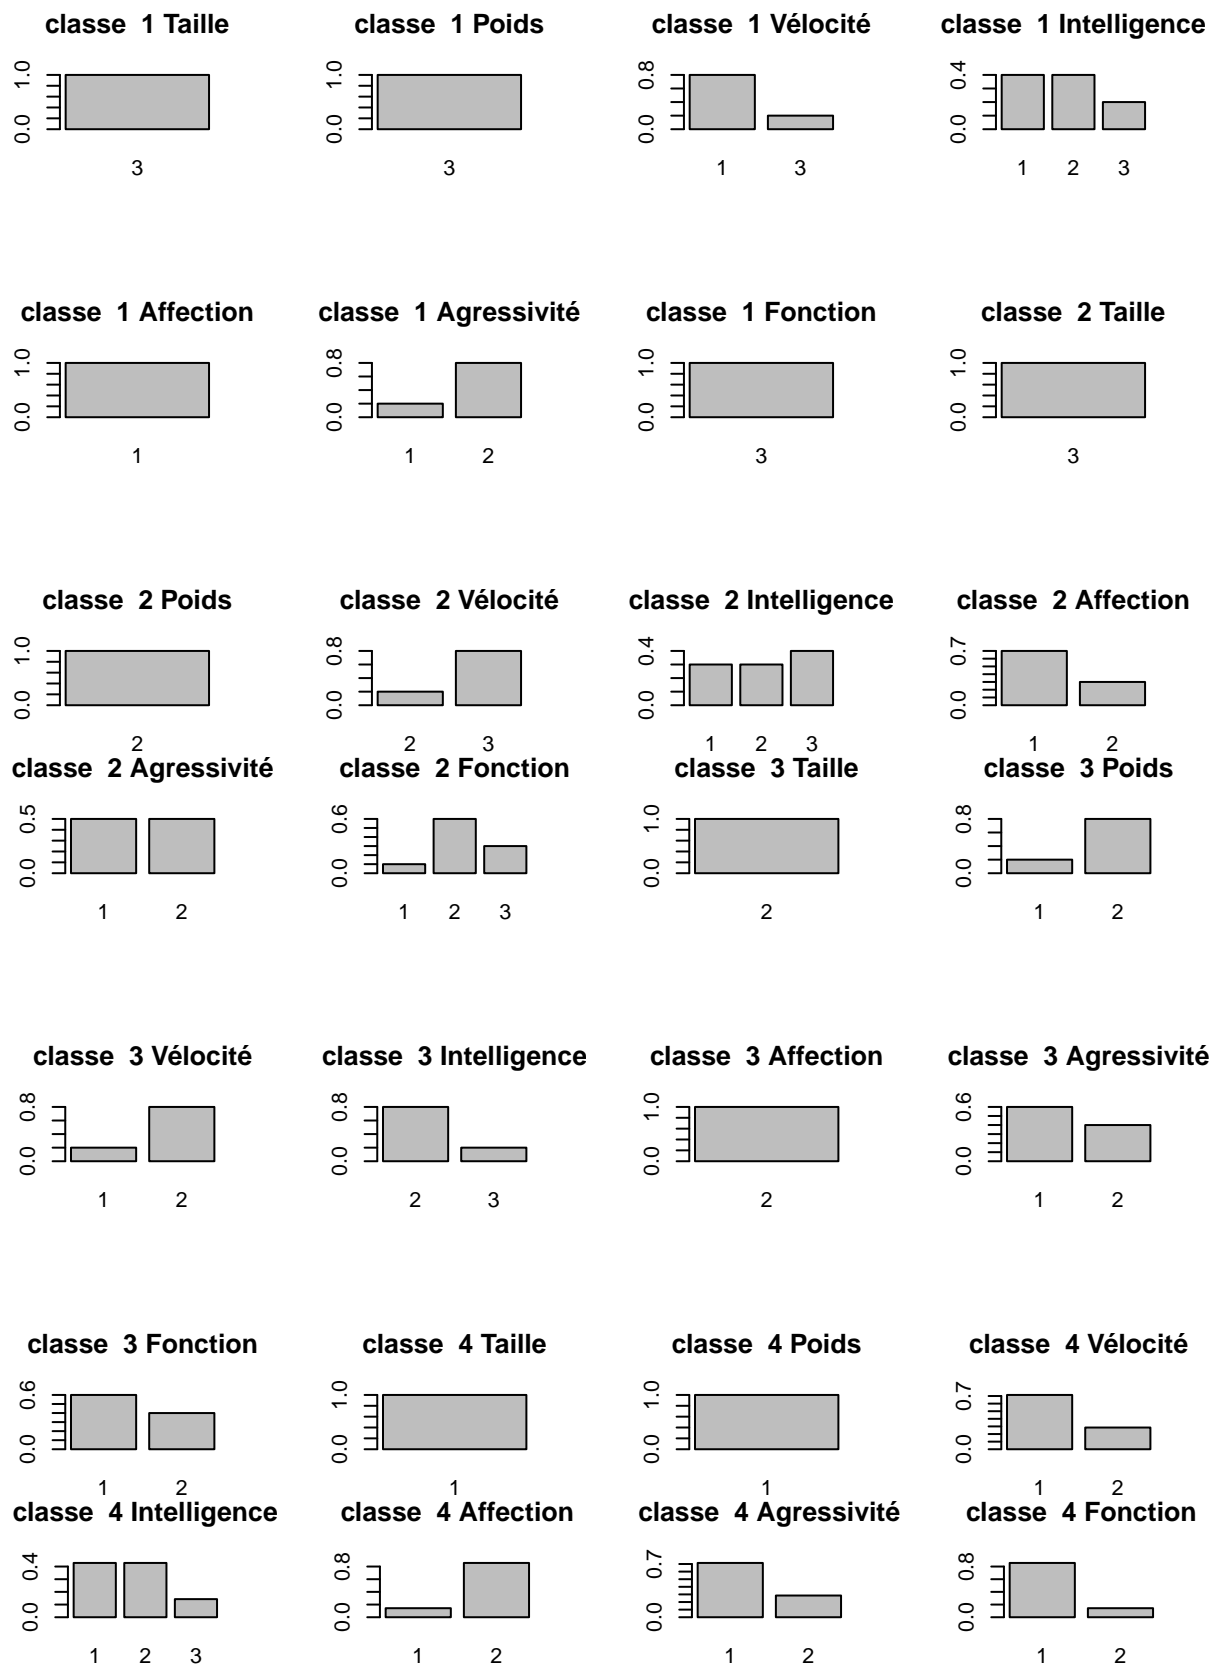 classe 1 Taille classe 1 Poids classe 1 Vélocité classe 1 Intelligence
0.0 1.0 0.0 1.0 0.0 0.8 0.0 0.4
3 3 1 3 1 2 3
classe 1 Affection classe 1 Agressivité classe 1 Fonction classe 2 Taille
0.0 1.0 0.0 0.8 0.0 1.0 0.0 1.0
1 1 2 3 3
classe 2 Poids classe 2 Vélocité classe 2 Intelligence classe 2 Affection
0.0 1.0 0.0 0.8 0.0 0.4 0.0 0.7
2 2 3 1 2 3 1 2
classe 2 Agressivité classe 2 Fonction classe 3 Taille classe 3 Poids
0.0 0.5 0.0 0.6 0.0 1.0 0.0 0.8
1 2 1 2 3 2 1 2
classe 3 Vélocité classe 3 Intelligence classe 3 Affection classe 3 Agressivité
0.0 0.8 0.0 0.8 0.0 1.0 0.0 0.6
1 2 2 3 2 1 2
classe 3 Fonction classe 4 Taille classe 4 Poids classe 4 Vélocité
0.0 0.6 0.0 1.0 0.0 1.0 0.0 0.7
1 2 1 1 1 2
classe 4 Intelligence classe 4 Affection classe 4 Agressivité classe 4 Fonction
0.0 0.4 0.0 0.8 0.0 0.7 0.0 0.8
1 2 3 1 2 1 2 1 2